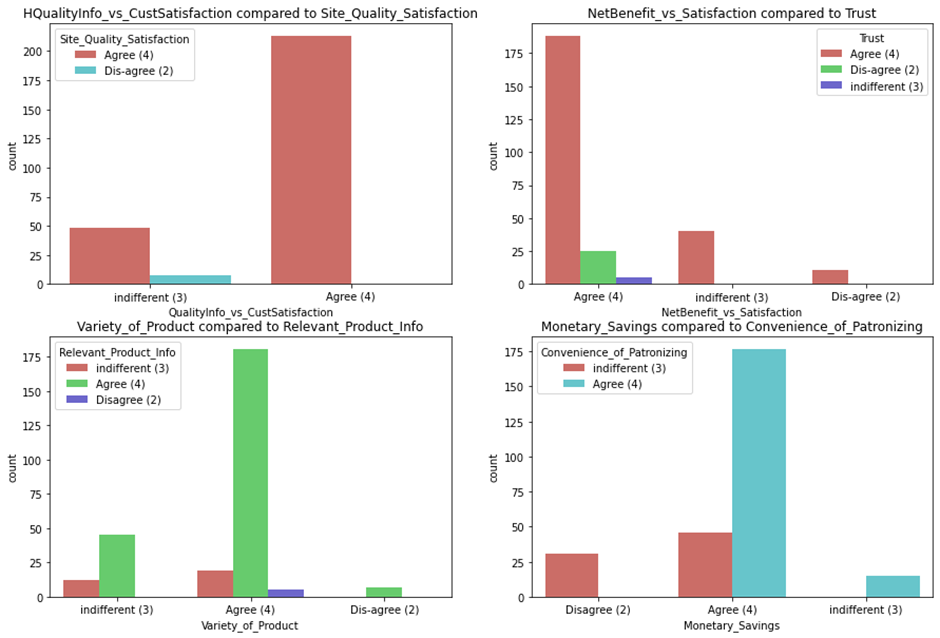 HQualityInfo_vs_CustSatisfaction compared to Site_Quality_Satisfaction
Site_Quality_Satisfaction
Agree (4)
Dis-agree (2)
200
175
150
125
100
75
50
25
0
count
indifferent (3)
Agree (4)
QualityInfo_vs_CustSatisfaction
NetBenefit_vs_Satisfaction compared to Trust
Trust
Agree (4)
Dis-agree (2)
indifferent (3)
175
150
125
100
75
50
25
0
count
Agree (4)
indifferent (3)
Dis-agree (2)
NetBenefit_vs_Satisfaction
Variety_of_Product compared to Relevant_Product_Info
Relevant_Product_Info
indifferent (3)
Agree (4)
Disagree (2)
175
150
125
100
75
50
25
0
count
indifferent (3)
Agree (4)
Dis-agree (2)
Variety_of_Product
Monetary_Savings compared to Convenience_of_Patronizing
Convenience_of_Patronizing
indifferent (3)
Agree (4)
175
150
125
100
75
50
25
0
count
Disagree (2)
Agree (4)
indifferent (3)
Monetary_Savings